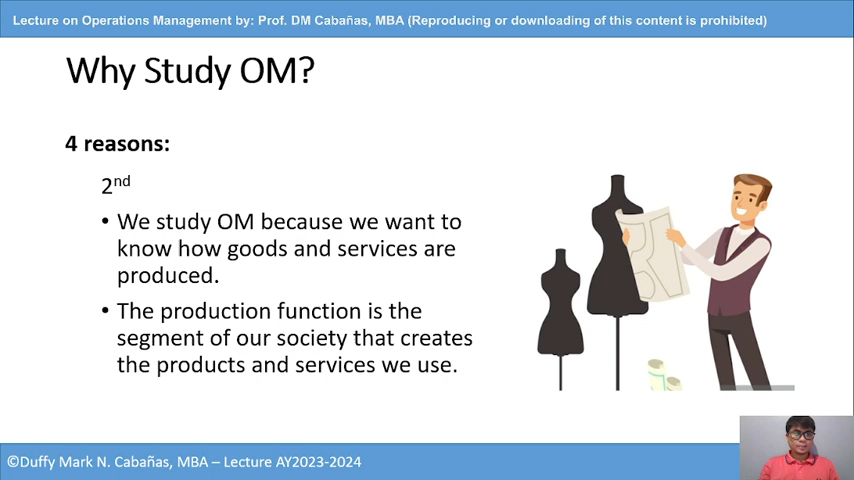 Lecture on Operations Management by: Prof. DM Cabañas, MBA (Reproducing or downloading of this content is prohibited)
Why Study OM?
4 reasons:
2nd
• We study OM because we want to
know how goods and services are
produced.
• The production function is the
segment of our society that creates
the products and services we use.
©Duffy Mark N. Cabañas, MBA – Lecture AY2023-2024